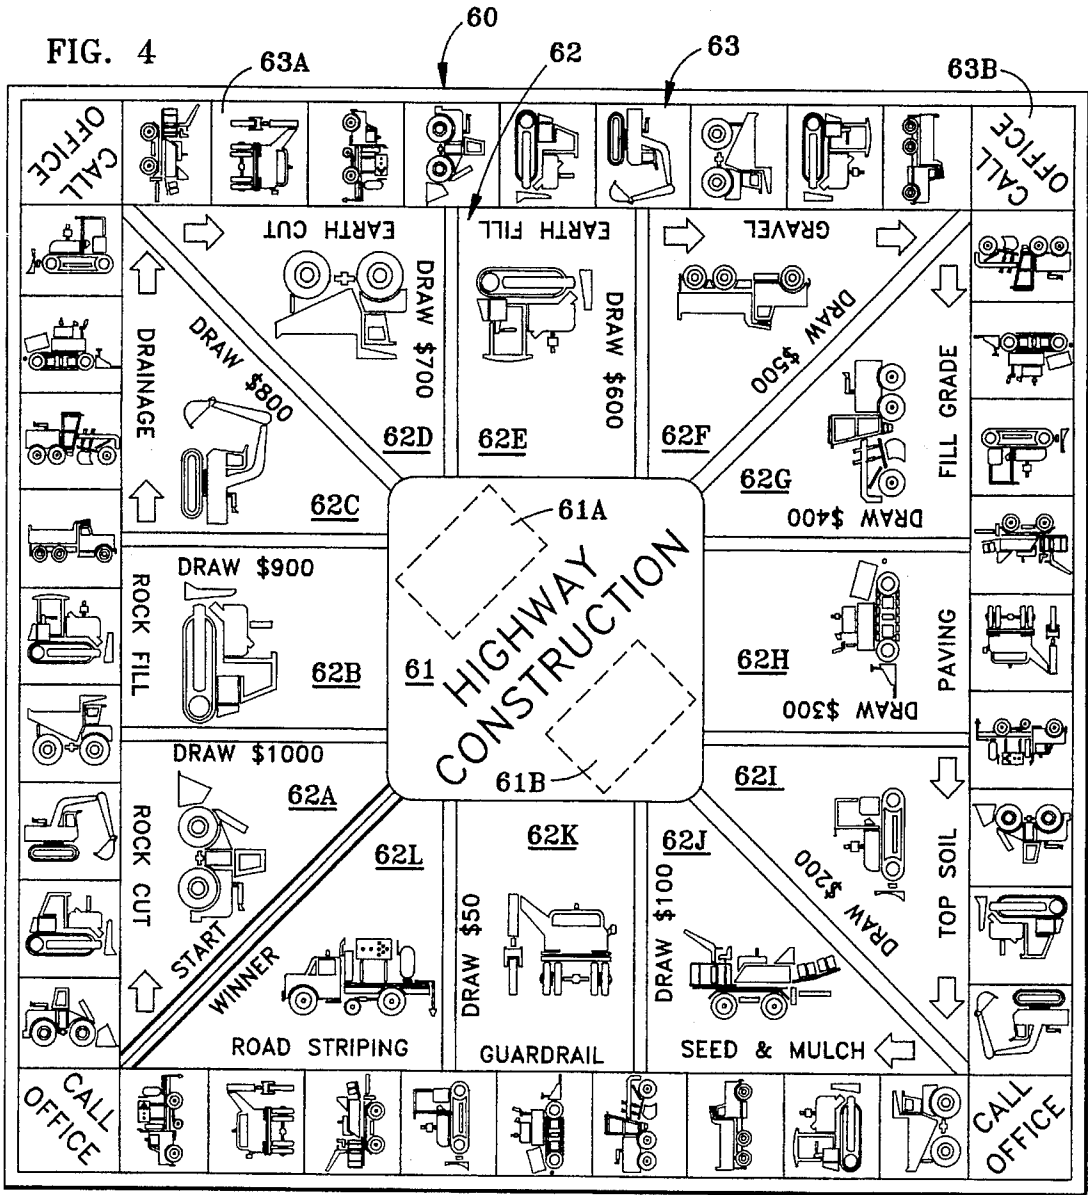 FIG. 4
60
62
63
63A
63B
CALL
OFFICE
CALL
OFFICE
EARTH CUT
EARTH FILL
GRAVEL
DRAW $700
DRAW $600
DRAW $500
DRAINAGE
DRAW $800
FILL GRADE
DRAW $400
62D
62E
62F
62C
62G
61A
ROCK FILL
DRAW $900
62B
61
HIGHWAY
CONSTRUCTION
61B
62H
PAVING
DRAW $300
ROCK CUT
DRAW $1000
62A
START
WINNER
62L
62K
62J
62I
DRAW $50
DRAW $100
DRAW $200
TOP SOIL
ROAD STRIPING
GUARDRAIL
SEED & MULCH
CALL
OFFICE
CALL
OFFICE